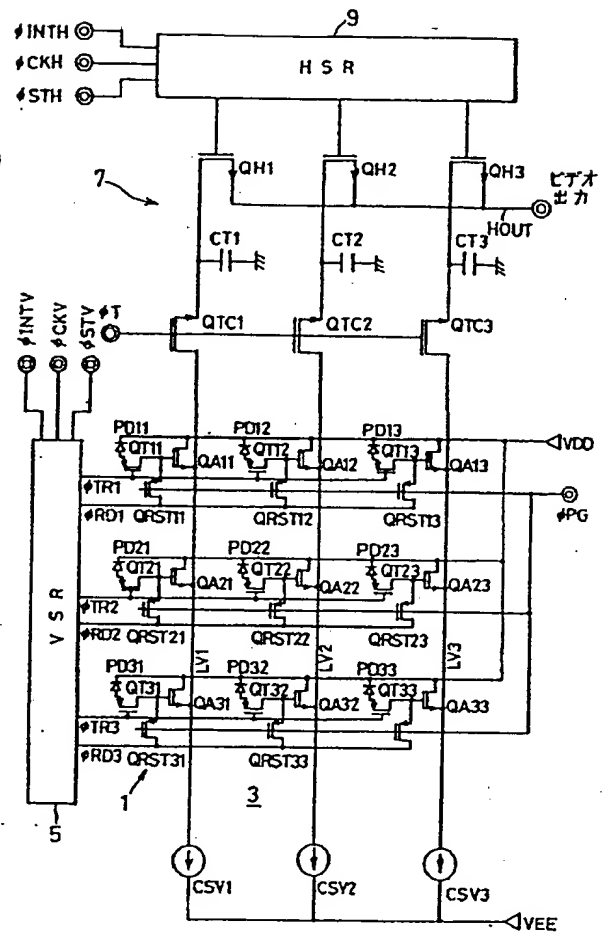 φINTH
φCKH
φSTH
9
H S R
7
QH1
QH2
QH3
ビデオ
出力
HOUT
CT1
CT2
CT3
φINTV
φCKV
φSTV
φT
QTC1
QTC2
QTC3
PD11
PD12
PD13
VDD
QT11
QT12
QT13
QA11
QA12
QA13
φTR1
φPG
φRD1
QRST11
QRST12
QRST13
PD21
PD22
PD23
QT21
QT22
QT23
QA21
QA22
QA23
V S R
φTR2
φRD2
QRST21
QRST22
QRST23
LV1
LV2
LV3
PD31
PD32
PD33
QT31
QT32
QT33
QA31
QA32
QA33
φTR3
φRD3
QRST31
QRST33
1
3
5
CSV1
CSV2
CSV3
VEE